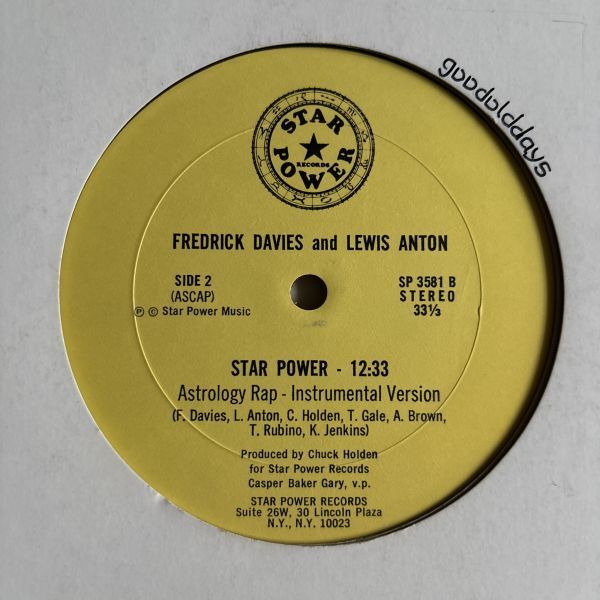 goodolddays
STAR
RECORDS
POWER
FREDRICK DAVIES and LEWIS ANTON
SIDE 2
(ASCAP)
℗ © Star Power Music
SP 3581 B
STEREO
33⅓
STAR POWER - 12:33
Astrology Rap - Instrumental Version
(F. Davies, L. Anton, C. Holden, T. Gale, A. Brown,
T. Rubino, K. Jenkins)
Produced by Chuck Holden
for Star Power Records
Casper Baker Gary, v.p.
STAR POWER RECORDS
Suite 26W, 30 Lincoln Plaza
N.Y., N.Y. 10023